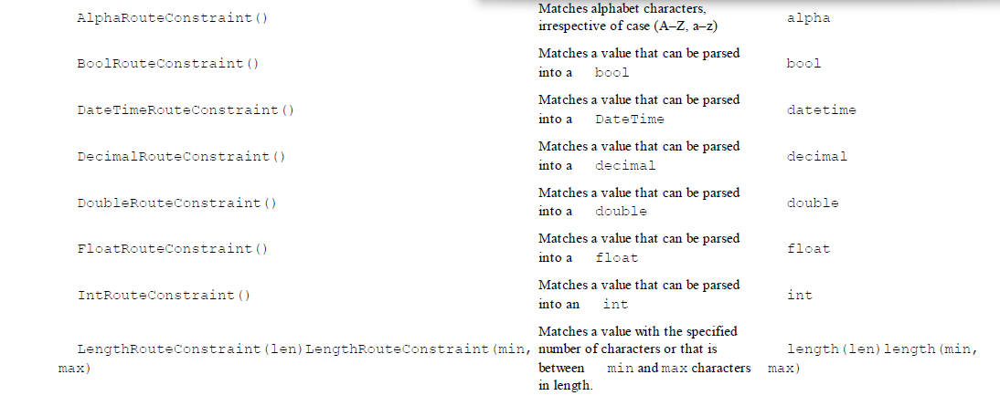 AlphaRouteConstraint()
Matches alphabet characters,
irrespective of case (A–Z, a–z)
alpha
BoolRouteConstraint()
Matches a value that can be parsed
into a bool
bool
DateTimeRouteConstraint()
Matches a value that can be parsed
into a DateTime
datetime
DecimalRouteConstraint()
Matches a value that can be parsed
into a decimal
decimal
DoubleRouteConstraint()
Matches a value that can be parsed
into a double
double
FloatRouteConstraint()
Matches a value that can be parsed
into a float
float
IntRouteConstraint()
Matches a value that can be parsed
into an int
int
LengthRouteConstraint(len)LengthRouteConstraint(min,
max)
Matches a value with the specified
number of characters or that is
between min and max characters
in length.
length(len)length(min,
max)